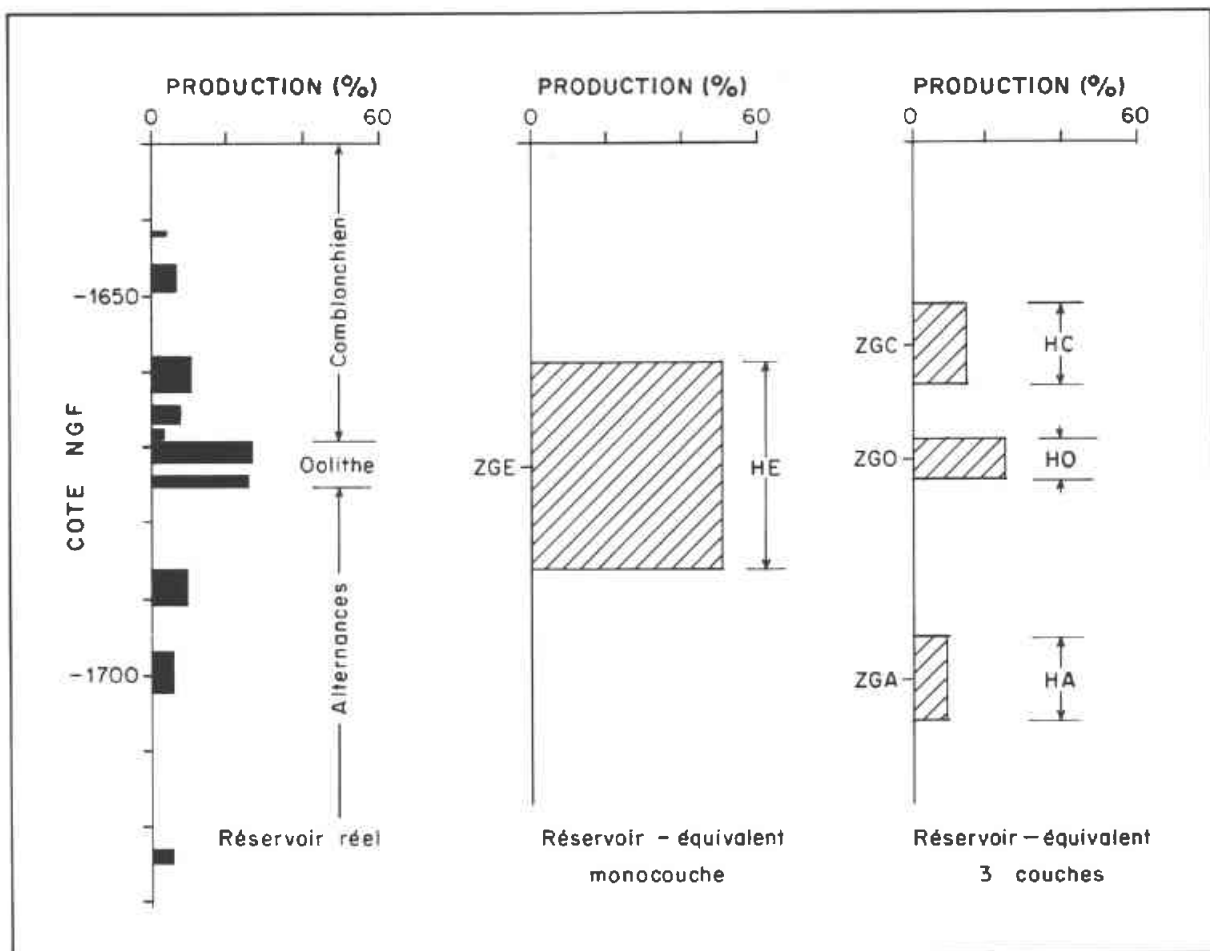 PRODUCTION (%)
0 60
COTE NGF
-1650
-1700
Comblonchien
Oolithe
Alternances
Réservoir réel
PRODUCTION (%)
0 60
ZGE
HE
Réservoir - équivalent
monocouche
PRODUCTION (%)
0 60
ZGC
HC
ZGO
HO
ZGA
HA
Réservoir - équivalent
3 couches